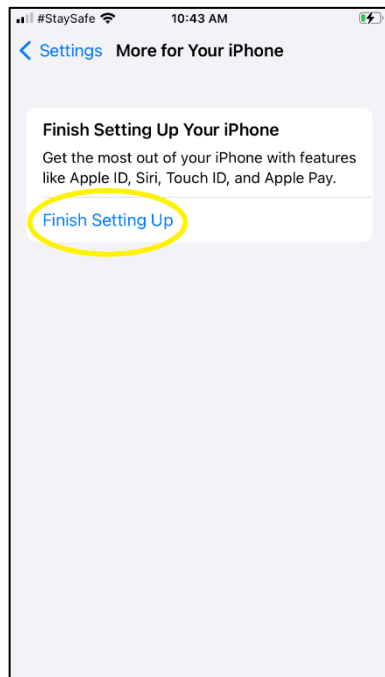 #StaySafe 10:43 AM
Settings More for Your iPhone
Finish Setting Up Your iPhone
Get the most out of your iPhone with features
like Apple ID, Siri, Touch ID, and Apple Pay.
Finish Setting Up